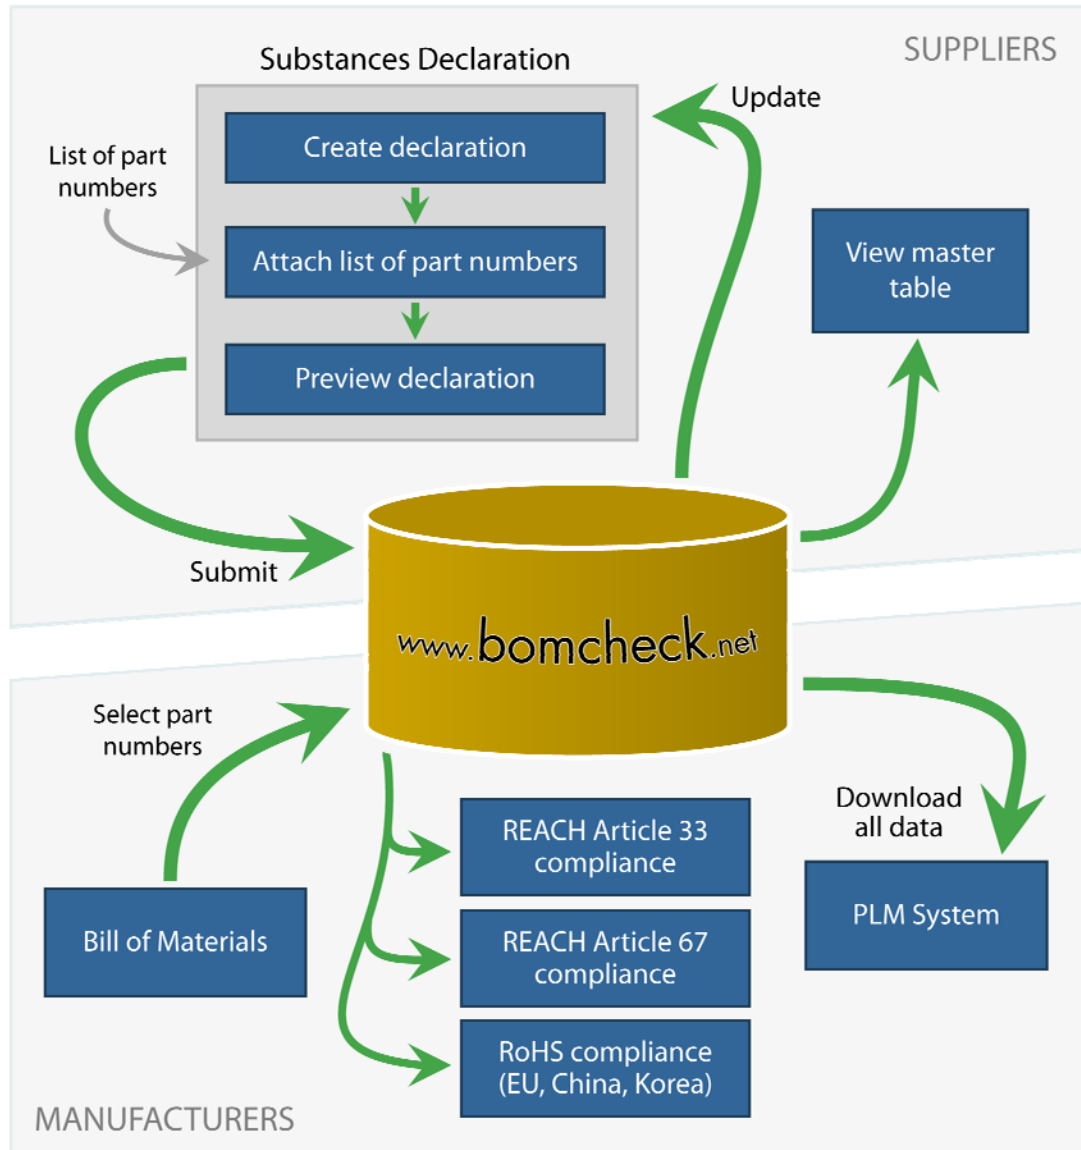 SUPPLIERS
Substances Declaration
Update
Create declaration
List of part
numbers
Attach list of part numbers
View master
table
Preview declaration
Submit
www.bomcheck.net
Select part
numbers
Download
all data
REACH Article 33
compliance
Bill of Materials
PLM System
REACH Article 67
compliance
RoHS compliance
(EU, China, Korea)
MANUFACTURERS